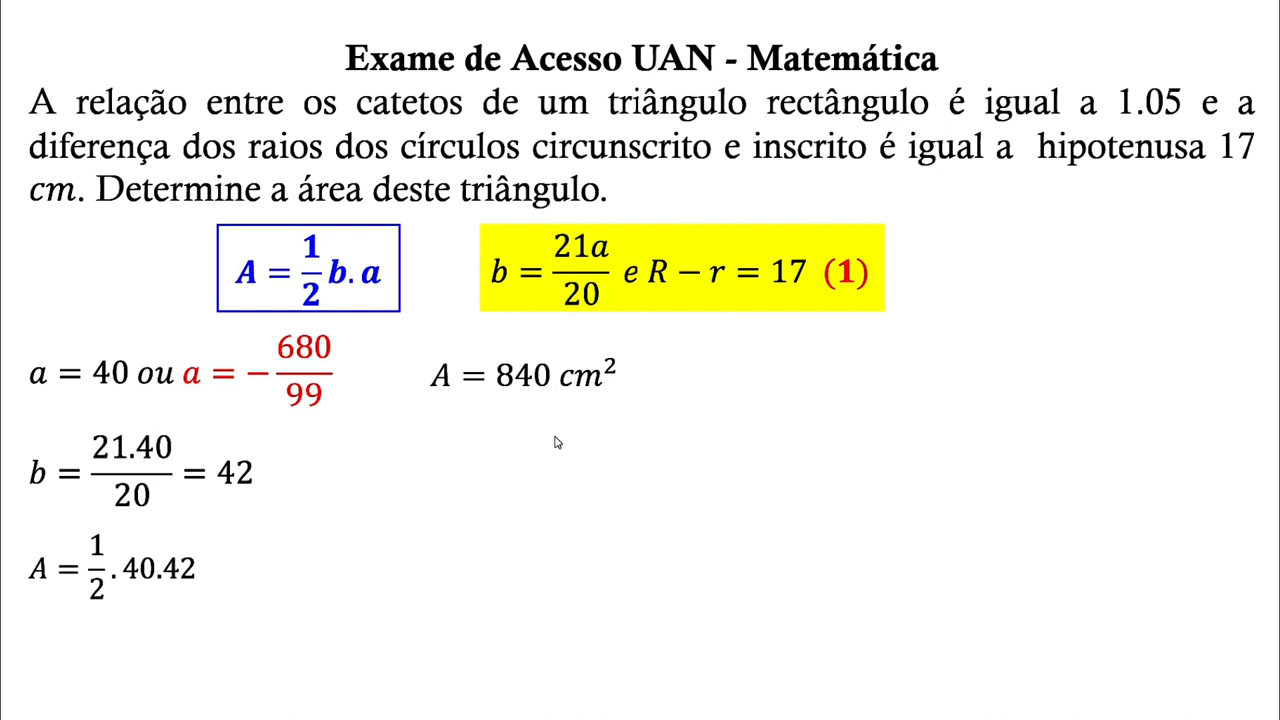 Exame de Acesso UAN - Matemática
A relação entre os catetos de um triângulo rectângulo é igual a 1.05 e a
diferença dos raios dos círculos circunscrito e inscrito é igual a hipotenusa 17
cm. Determine a área deste triângulo.
A = 1/2 b. a
b = 21a/20 e R − r = 17 (1)
a = 40 ou a = − 680/99
A = 840 cm²
b = 21.40/20 = 42
A = 1/2 . 40.42